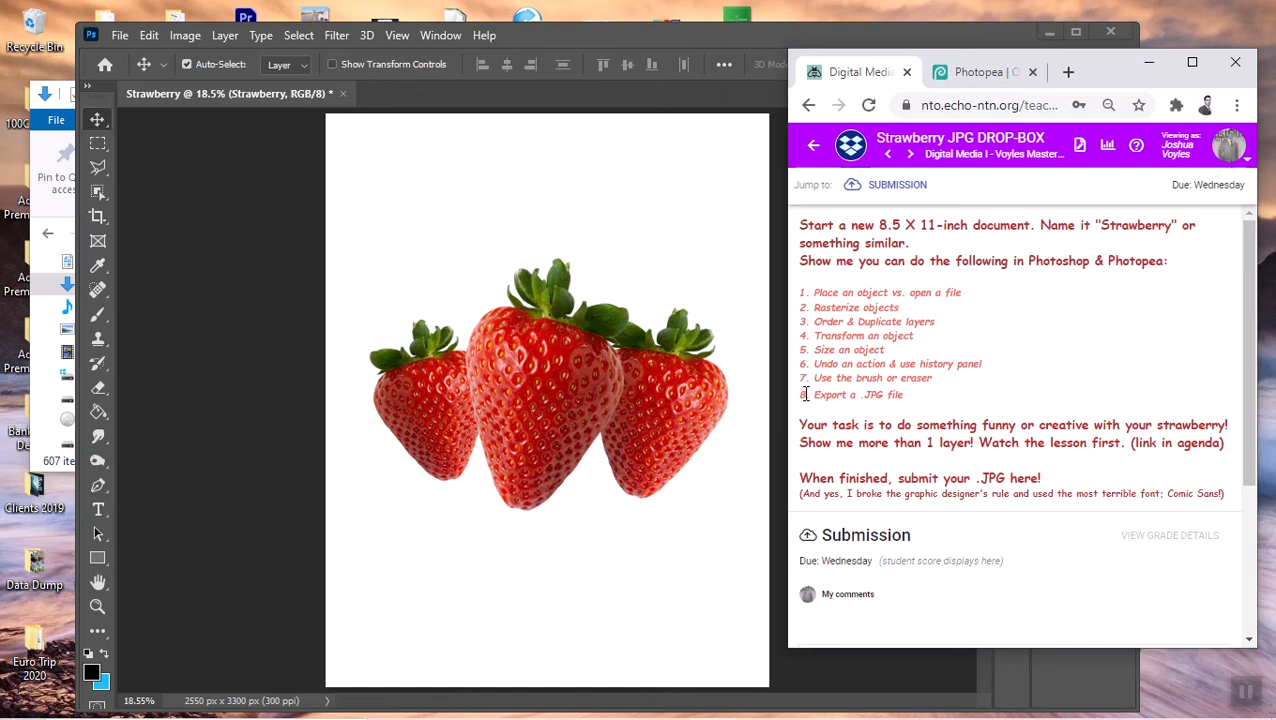 Recycle Bin
File
Pin to Q
acces
607 ite
Clients 2019
Data Dump
Euro Trip
2020
Ps
File Edit Image Layer Type Select Filter 3D View Window Help
Auto-Select: Layer Show Transform Controls 3D Mod
Strawberry @ 18.5% (Strawberry, RGB/8) *
18.55% 2550 px x 3300 px (300 ppi)
Digital Media
Photopea | O
nto.echo-ntn.org/teac...
Strawberry JPG DROP-BOX
Digital Media I - Voyles Master...
Viewing as:
Joshua
Voyles
Jump to: SUBMISSION Due: Wednesday
Start a new 8.5 X 11-inch document. Name it "Strawberry" or
something similar.
Show me you can do the following in Photoshop & Photopea:
1. Place an object vs. open a file
2. Rasterize objects
3. Order & Duplicate layers
4. Transform an object
5. Size an object
6. Undo an action & use history panel
7. Use the brush or eraser
8. Export a .JPG file
Your task is to do something funny or creative with your strawberry!
Show me more than 1 layer! Watch the lesson first. (link in agenda)
When finished, submit your .JPG here!
(And yes, I broke the graphic designer's rule and used the most terrible font; Comic Sans!)
Submission
VIEW GRADE DETAILS
Due: Wednesday (student score displays here)
My comments